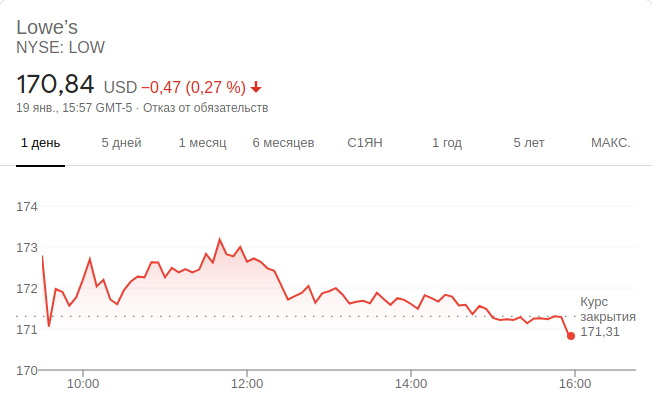 Lowe's
NYSE: LOW
170,84 USD −0,47 (0,27 %)
19 янв., 15:57 GMT-5 · Отказ от обязательств
1 день 5 дней 1 месяц 6 месяцев С1ЯН 1 год 5 лет МАКС.
174
173
172
171
170
Курс
закрытия
171,31
10:00 12:00 14:00 16:00